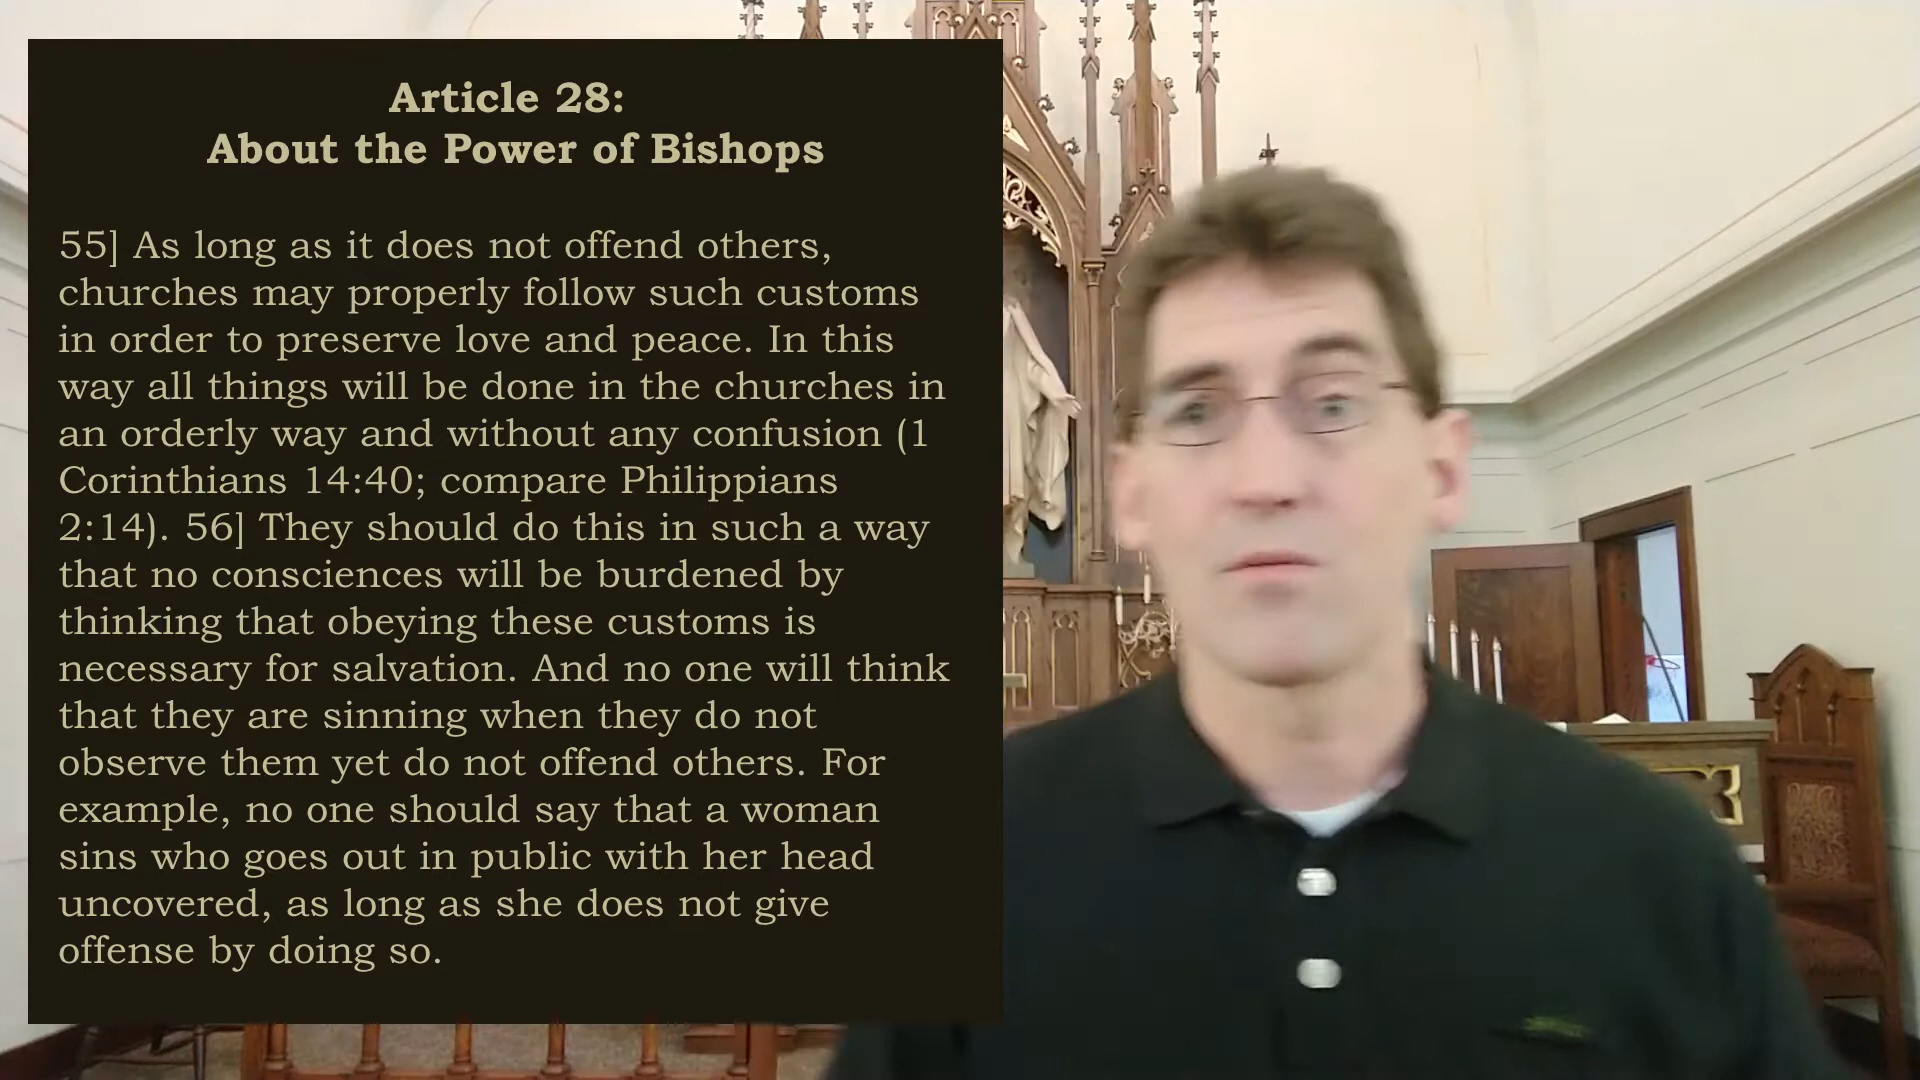 Article 28:
About the Power of Bishops
55] As long as it does not offend others,
churches may properly follow such customs
in order to preserve love and peace. In this
way all things will be done in the churches in
an orderly way and without any confusion (1
Corinthians 14:40; compare Philippians
2:14). 56] They should do this in such a way
that no consciences will be burdened by
thinking that obeying these customs is
necessary for salvation. And no one will think
that they are sinning when they do not
observe them yet do not offend others. For
example, no one should say that a woman
sins who goes out in public with her head
uncovered, as long as she does not give
offense by doing so.